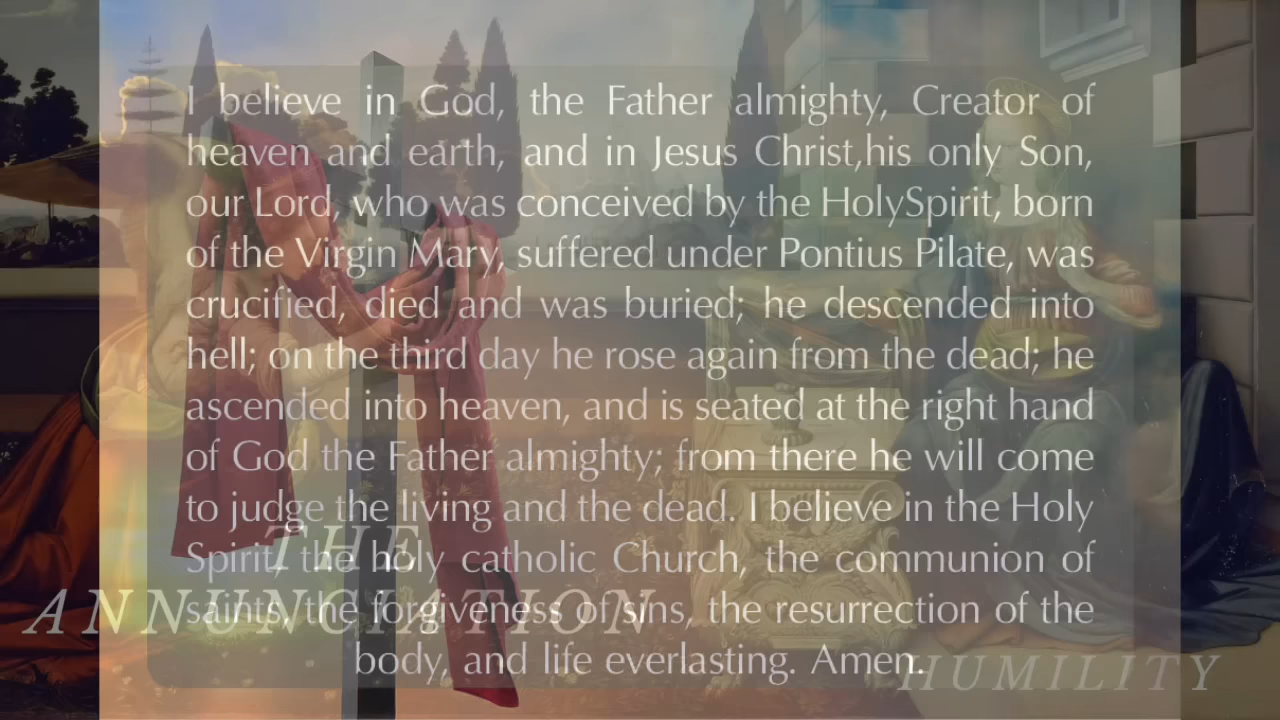 I believe in God, the Father almighty, Creator of
heaven and earth, and in Jesus Christ,his only Son,
our Lord, who was conceived by the HolySpirit, born
of the Virgin Mary, suffered under Pontius Pilate, was
crucified, died and was buried; he descended into
hell; on the third day he rose again from the dead; he
ascended into heaven, and is seated at the right hand
of God the Father almighty; from there he will come
to judge the living and the dead. I believe in the Holy
Spirit, the holy catholic Church, the communion of
saints, the forgiveness of sins, the resurrection of the
body, and life everlasting. Amen.
THE
ANNUNCIATION
HUMILITY